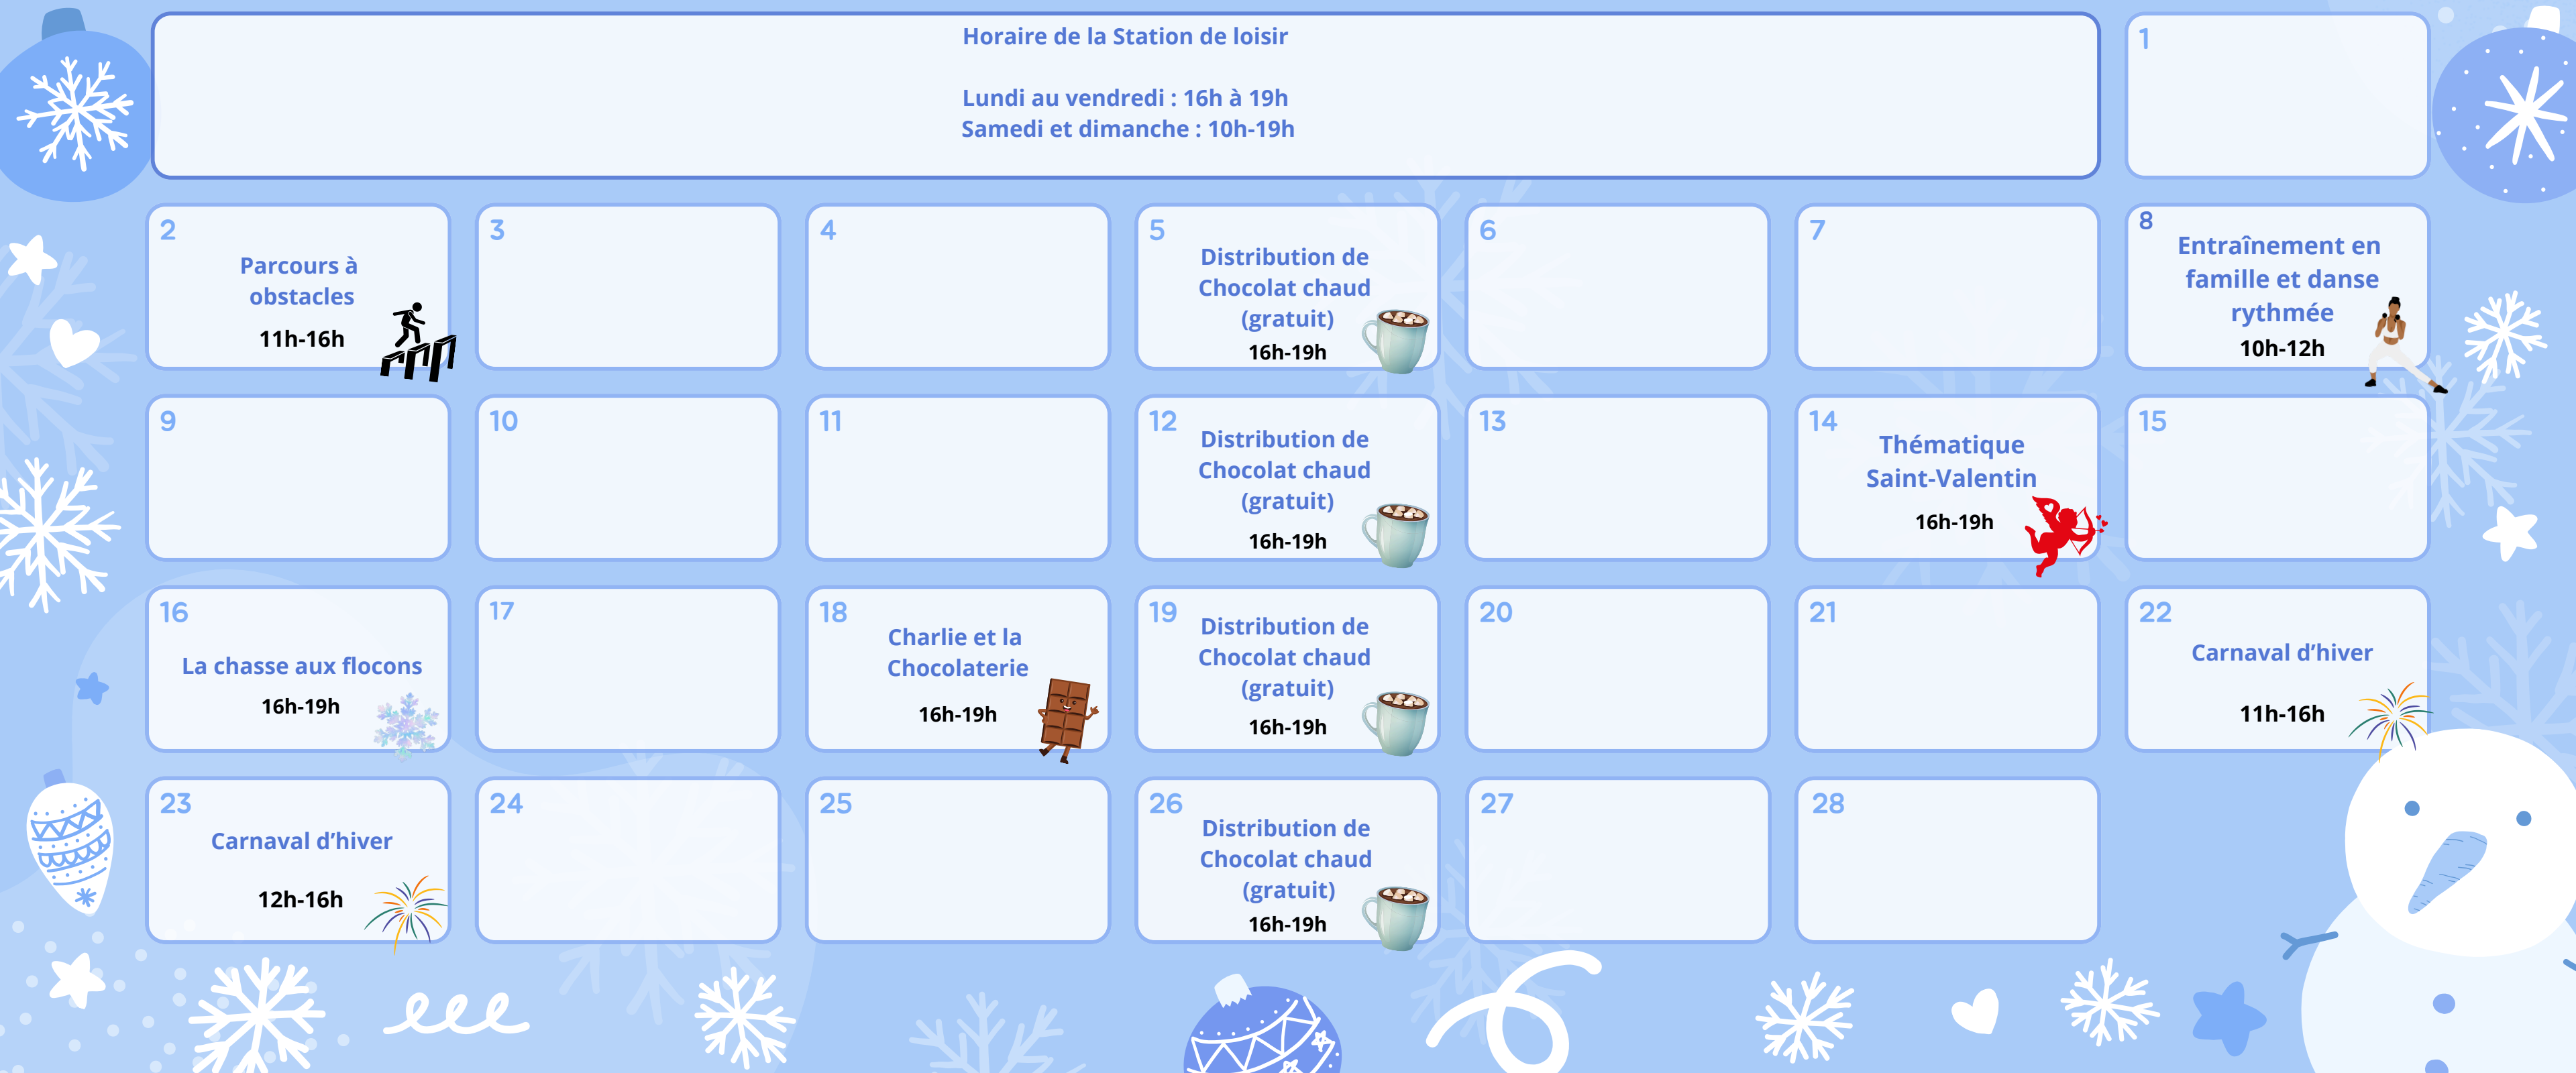 Horaire de la Station de loisir
Lundi au vendredi : 16h à 19h
Samedi et dimanche : 10h-19h
1
2
Parcours à
obstacles
11h-16h
3
4
5
Distribution de
Chocolat chaud
(gratuit)
16h-19h
6
7
8
Entraînement en
famille et danse
rythmée
10h-12h
9
10
11
12
Distribution de
Chocolat chaud
(gratuit)
16h-19h
13
14
Thématique
Saint-Valentin
16h-19h
15
16
La chasse aux flocons
16h-19h
17
18
Charlie et la
Chocolaterie
16h-19h
19
Distribution de
Chocolat chaud
(gratuit)
16h-19h
20
21
22
Carnaval d’hiver
11h-16h
23
Carnaval d’hiver
12h-16h
24
25
26
Distribution de
Chocolat chaud
(gratuit)
16h-19h
27
28